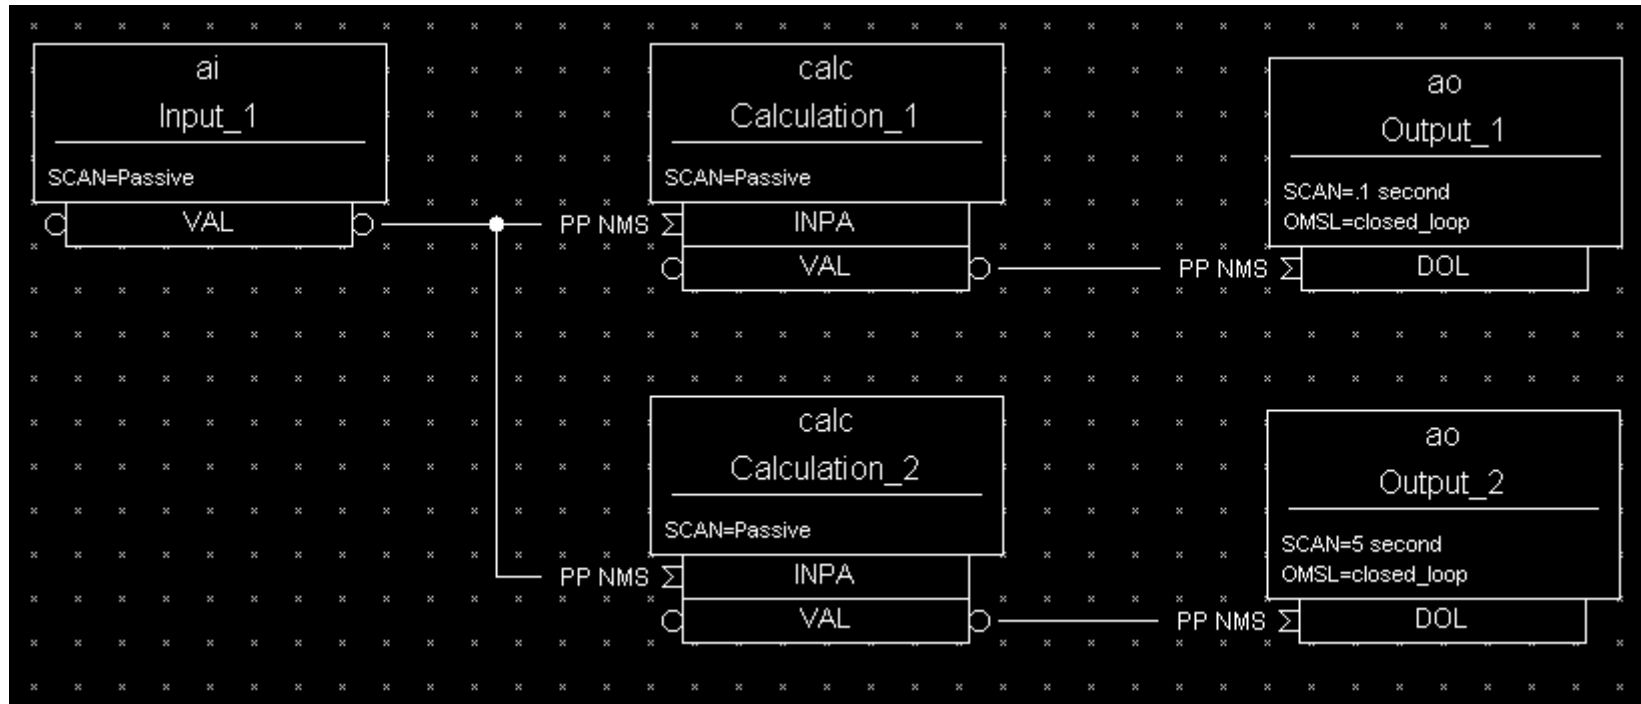 ai
Input_1
SCAN=Passive
VAL
calc
Calculation_1
SCAN=Passive
PP NMS
INPA
VAL
ao
Output_1
SCAN=.1 second
OMSL=closed_loop
PP NMS
DOL
calc
Calculation_2
SCAN=Passive
PP NMS
INPA
VAL
ao
Output_2
SCAN=5 second
OMSL=closed_loop
PP NMS
DOL